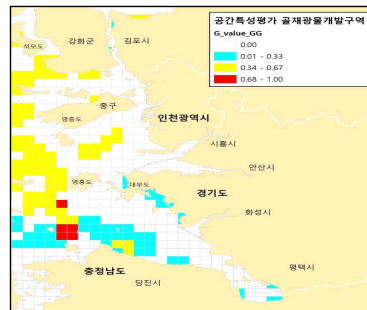 공간특성평가 골재광물개발구역
G_value_GG
0.00
0.01 - 0.33
0.34 - 0.67
0.68 - 1.00
강화군
김포시
석모도
중구
영종도
인천광역시
시흥시
안산시
영흥도
대부도
경기도
화성시
충청남도
당진시
평택시